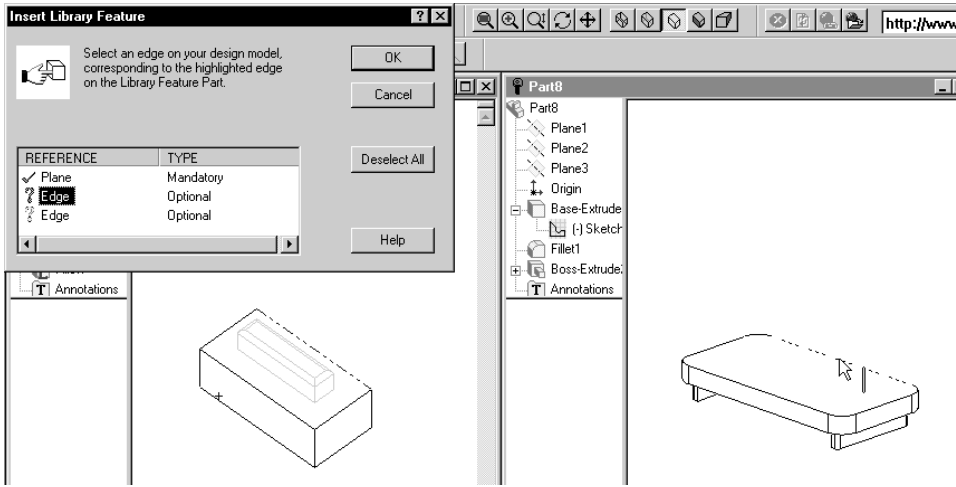 Insert Library Feature
Select an edge on your design model,
corresponding to the highlighted edge
on the Library Feature Part.
OK
Cancel
REFERENCE TYPE
Plane Mandatory
Edge Optional
Edge Optional
Deselect All
Help
T Annotations
http://www
Part8
Part8
Plane1
Plane2
Plane3
Origin
Base-Extrude
(-) Sketch
Fillet1
Boss-Extrude
T Annotations